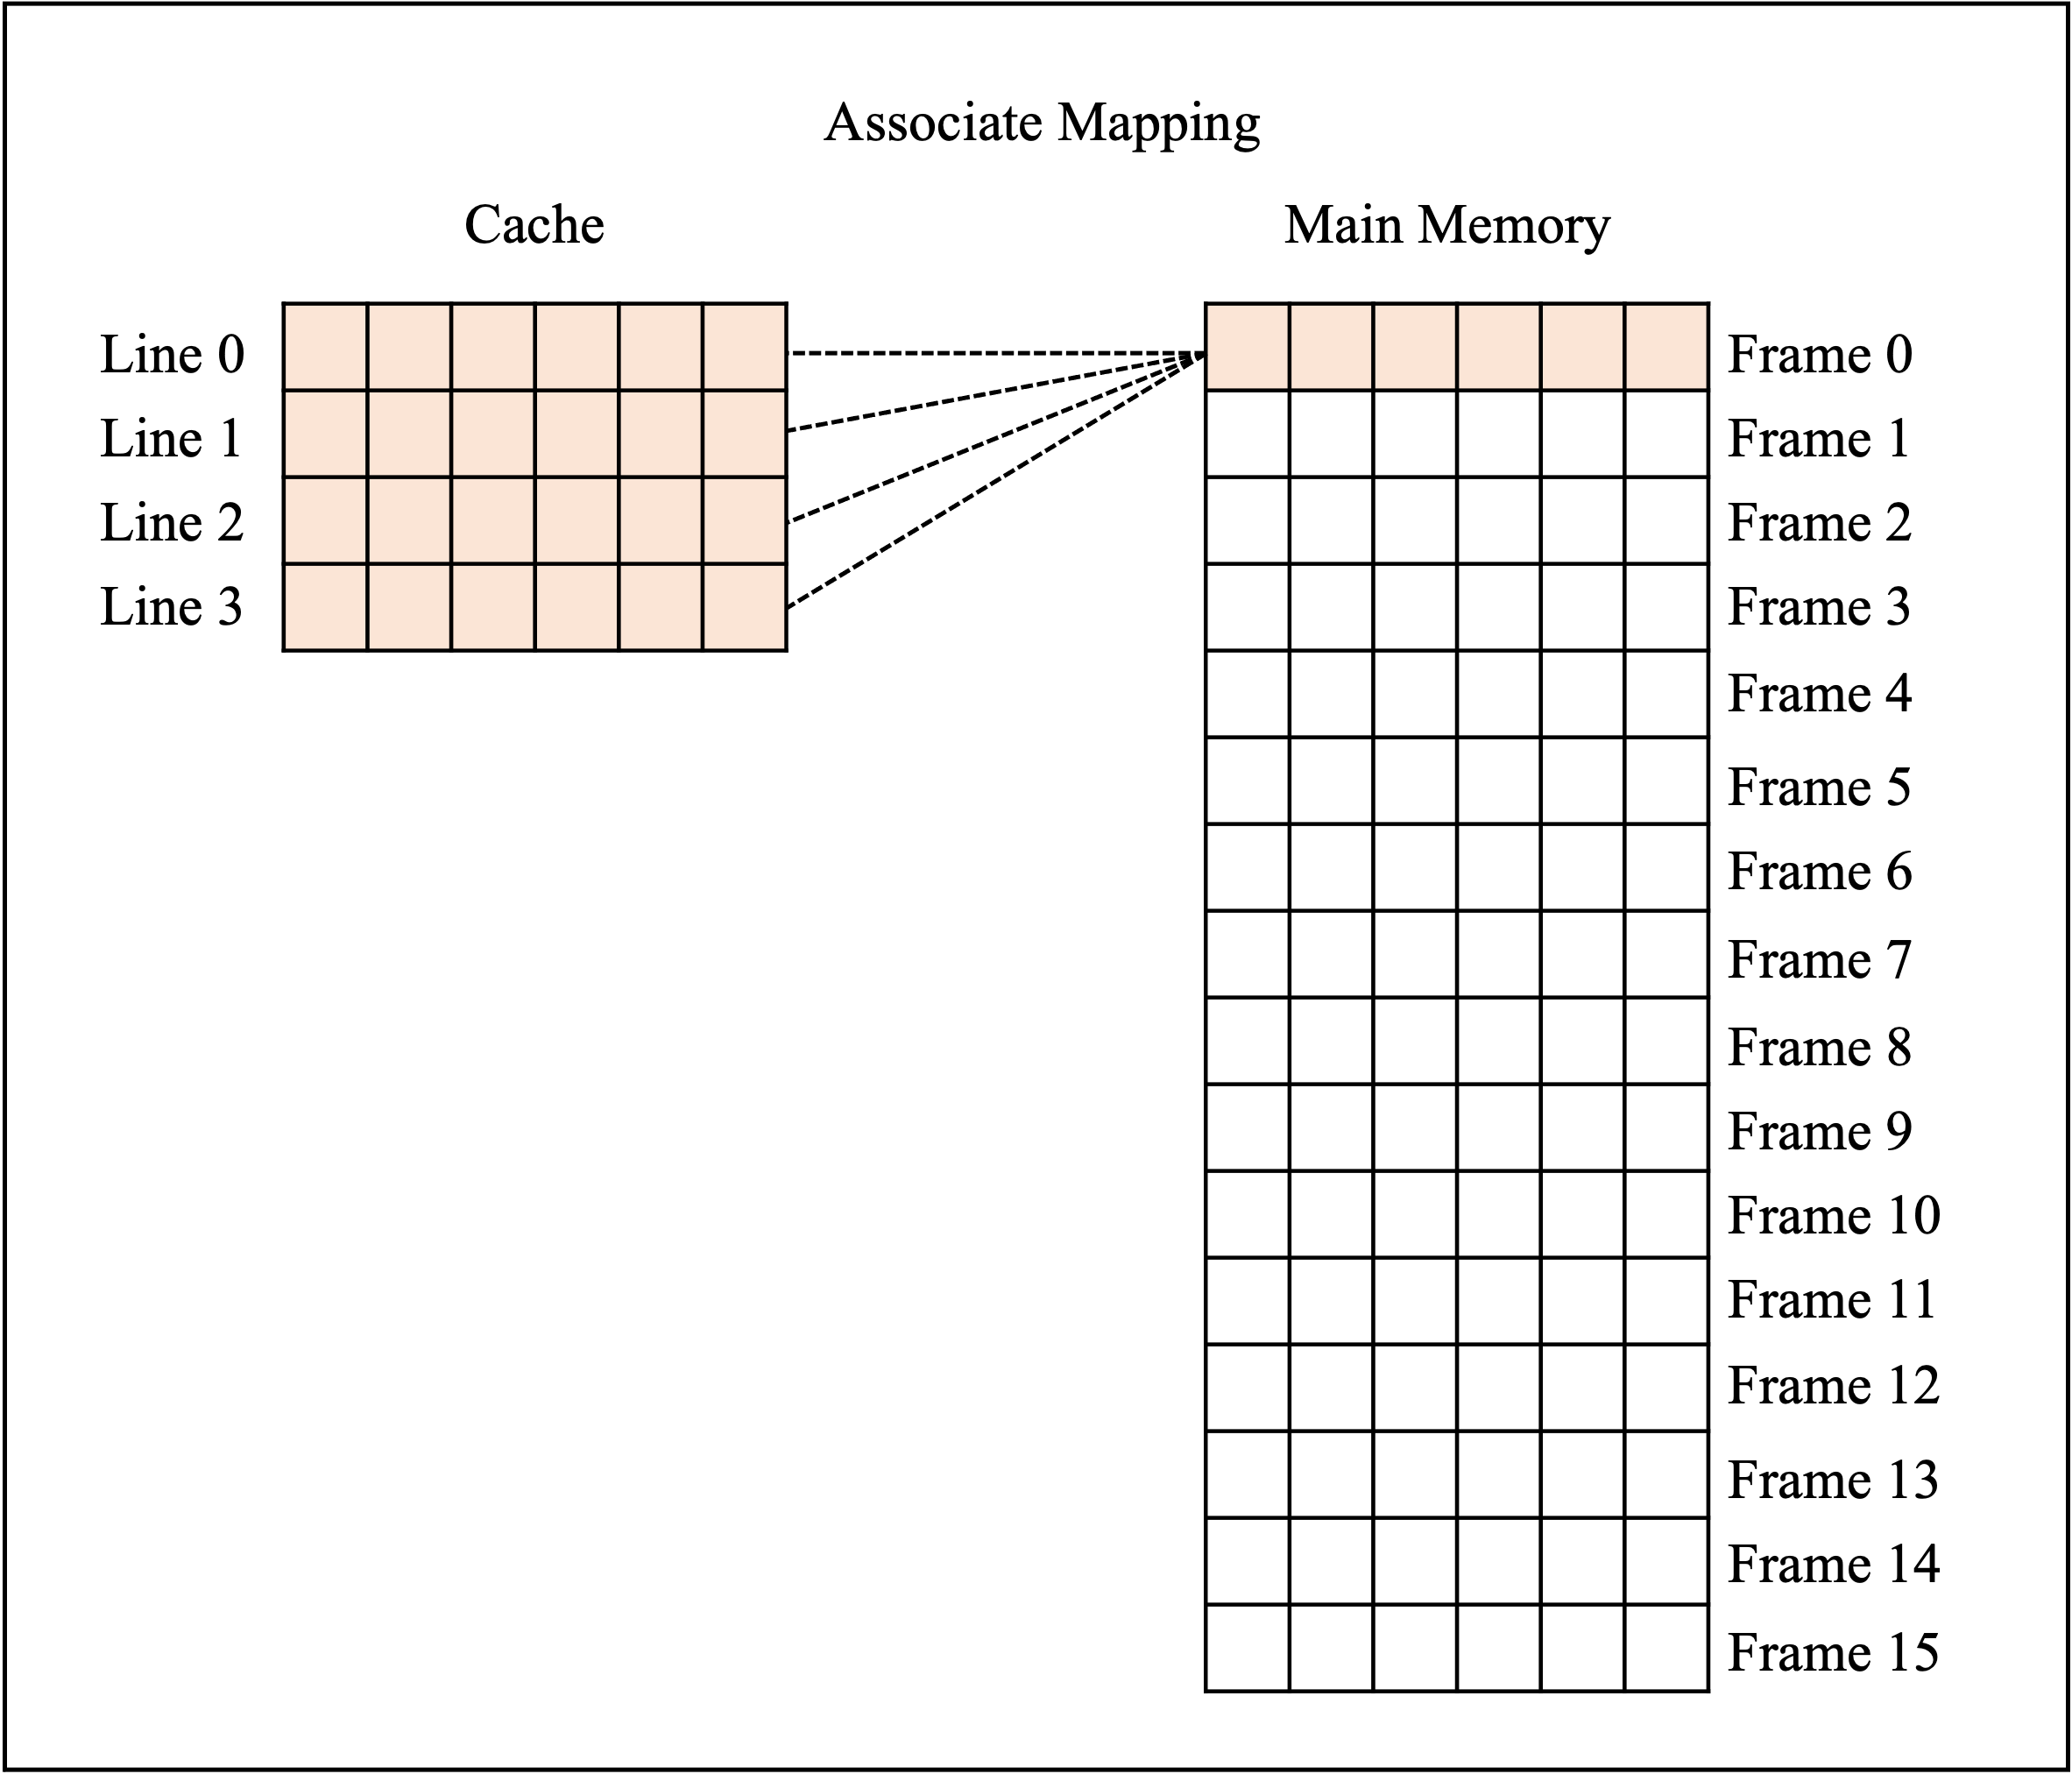 Associate Mapping
Cache
Main Memory
Line 0
Line 1
Line 2
Line 3
Frame 0
Frame 1
Frame 2
Frame 3
Frame 4
Frame 5
Frame 6
Frame 7
Frame 8
Frame 9
Frame 10
Frame 11
Frame 12
Frame 13
Frame 14
Frame 15